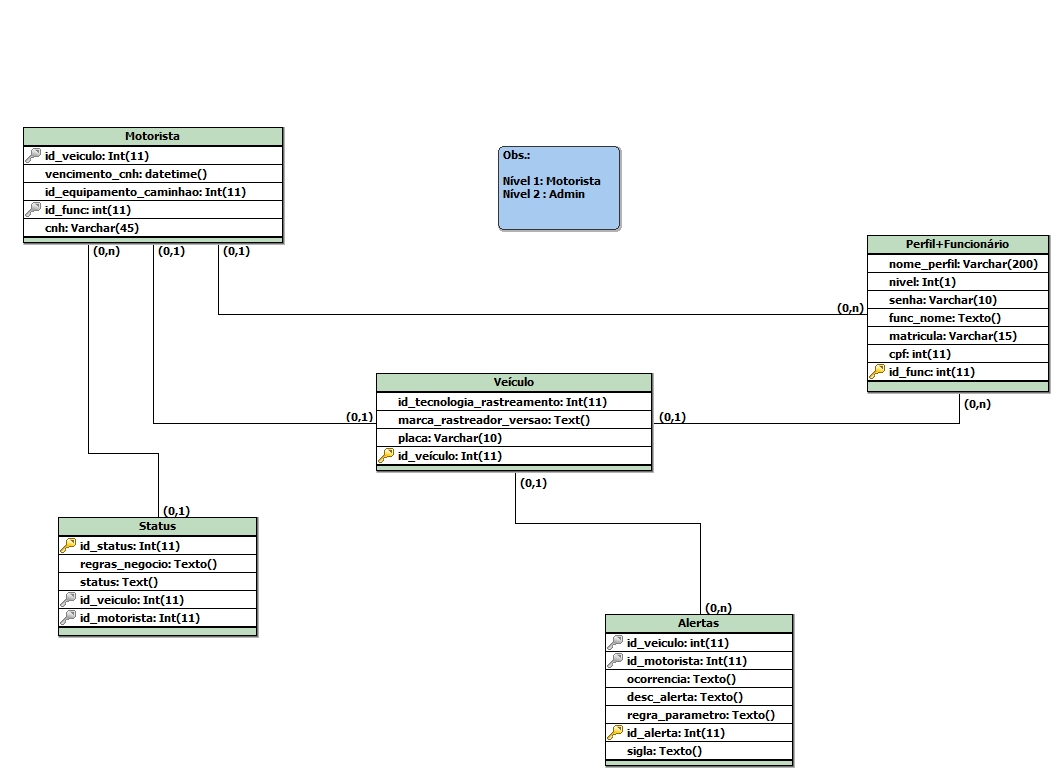 Motorista
id_veiculo: Int(11)
vencimento_cnh: datetime()
id_equipamento_caminhao: Int(11)
id_func: int(11)
cnh: Varchar(45)
(0,n)
(0,1)
(0,1)
Obs.:
Nível 1: Motorista
Nível 2 : Admin
Perfil+Funcionário
nome_perfil: Varchar(200)
nivel: Int(1)
senha: Varchar(10)
func_nome: Texto()
matricula: Varchar(15)
cpf: int(11)
id_func: int(11)
(0,n)
(0,n)
Veículo
id_tecnologia_rastreamento: Int(11)
marca_rastreador_versao: Text()
placa: Varchar(10)
id_veículo: Int(11)
(0,1)
(0,1)
(0,1)
(0,1)
Status
id_status: Int(11)
regras_negocio: Texto()
status: Text()
id_veiculo: Int(11)
id_motorista: Int(11)
(0,n)
Alertas
id_veiculo: int(11)
id_motorista: Int(11)
ocorrencia: Texto()
desc_alerta: Texto()
regra_parametro: Texto()
id_alerta: Int(11)
sigla: Texto()